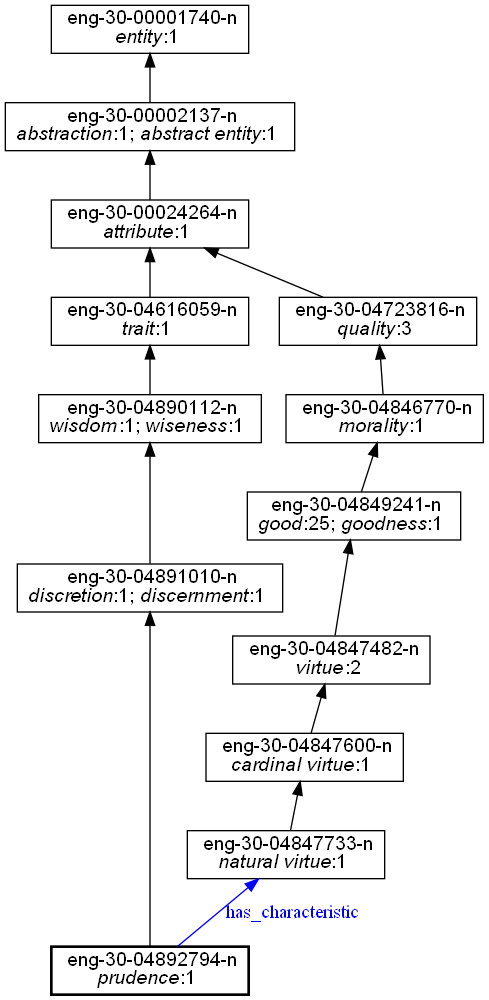 eng-30-00001740-n
entity:1
eng-30-00002137-n
abstraction:1; abstract entity:1
eng-30-00024264-n
attribute:1
eng-30-04616059-n
trait:1
eng-30-04723816-n
quality:3
eng-30-04890112-n
wisdom:1; wiseness:1
eng-30-04846770-n
morality:1
eng-30-04849241-n
good:25; goodness:1
eng-30-04891010-n
discretion:1; discernment:1
eng-30-04847482-n
virtue:2
eng-30-04847600-n
cardinal virtue:1
eng-30-04847733-n
natural virtue:1
has_characteristic
eng-30-04892794-n
prudence:1